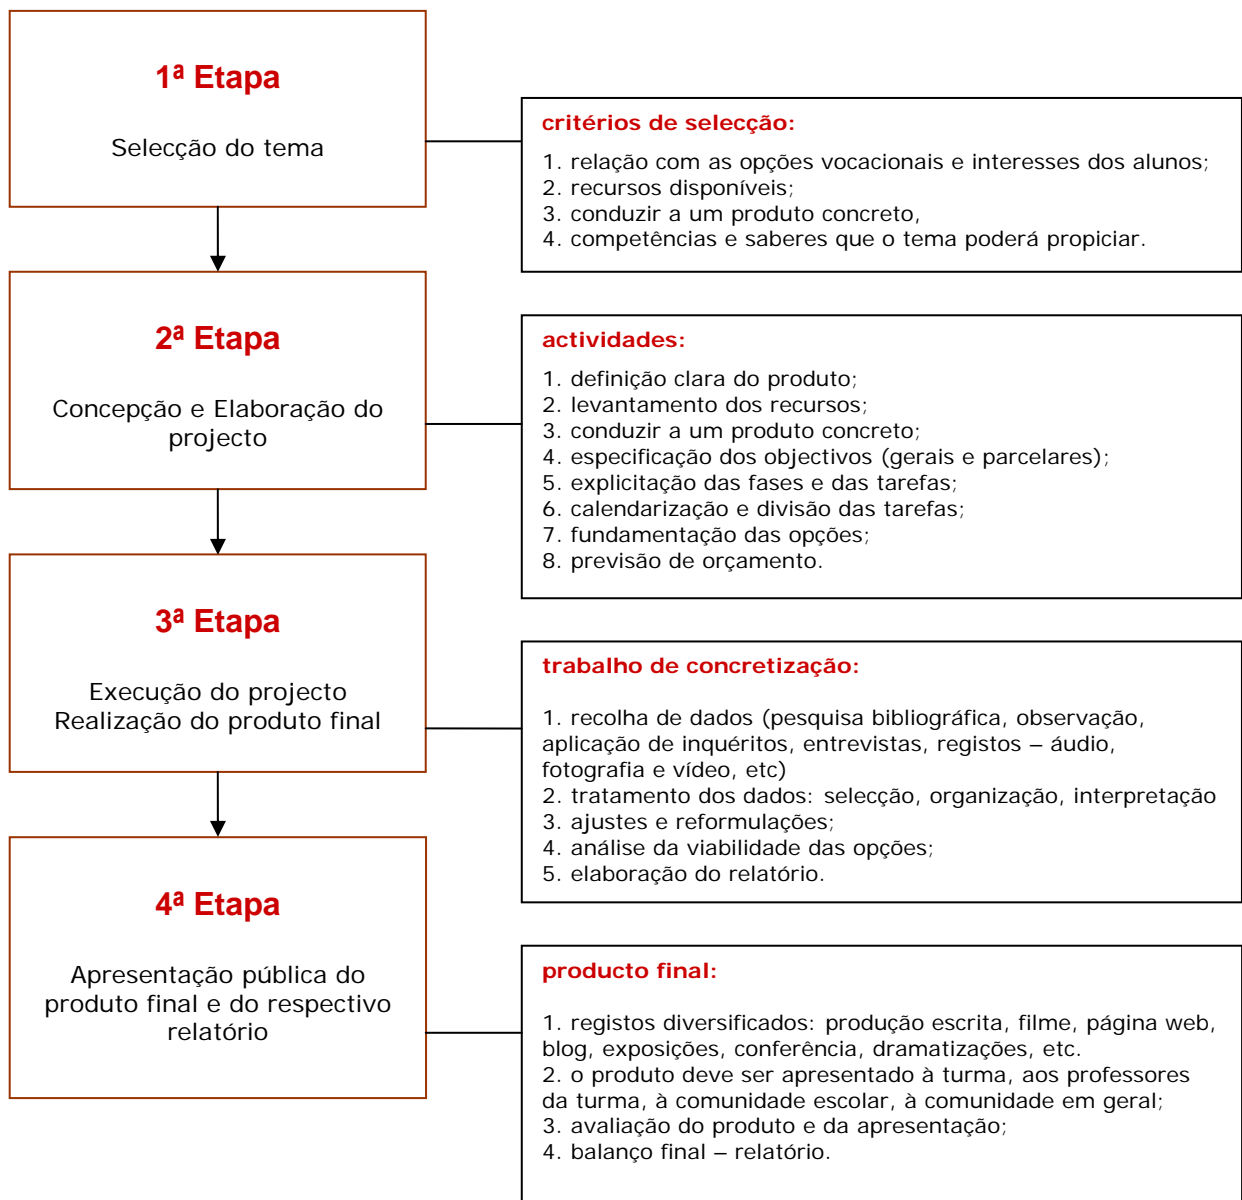 1ª Etapa
Selecção do tema
critérios de selecção:
1. relação com as opções vocacionais e interesses dos alunos;
2. recursos disponíveis;
3. conduzir a um produto concreto,
4. competências e saberes que o tema poderá propiciar.
2ª Etapa
Concepção e Elaboração do
projecto
actividades:
1. definição clara do produto;
2. levantamento dos recursos;
3. conduzir a um produto concreto;
4. especificação dos objectivos (gerais e parcelares);
5. explicitação das fases e das tarefas;
6. calendarização e divisão das tarefas;
7. fundamentação das opções;
8. previsão de orçamento.
3ª Etapa
Execução do projecto
Realização do produto final
trabalho de concretização:
1. recolha de dados (pesquisa bibliográfica, observação,
aplicação de inquéritos, entrevistas, registos – áudio,
fotografia e vídeo, etc)
2. tratamento dos dados: selecção, organização, interpretação
3. ajustes e reformulações;
4. análise da viabilidade das opções;
5. elaboração do relatório.
4ª Etapa
Apresentação pública do
produto final e do respectivo
relatório
producto final:
1. registos diversificados: produção escrita, filme, página web,
blog, exposições, conferência, dramatizações, etc.
2. o produto deve ser apresentado à turma, aos professores
da turma, à comunidade escolar, à comunidade em geral;
3. avaliação do produto e da apresentação;
4. balanço final – relatório.